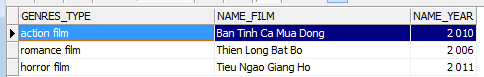 GENRES_TYPE NAME_FILM NAME_YEAR
action film Ban Tinh Ca Mua Dong 2 010
romance film Thien Long Bat Bo 2 006
horror film Tieu Ngao Giang Ho 2 011